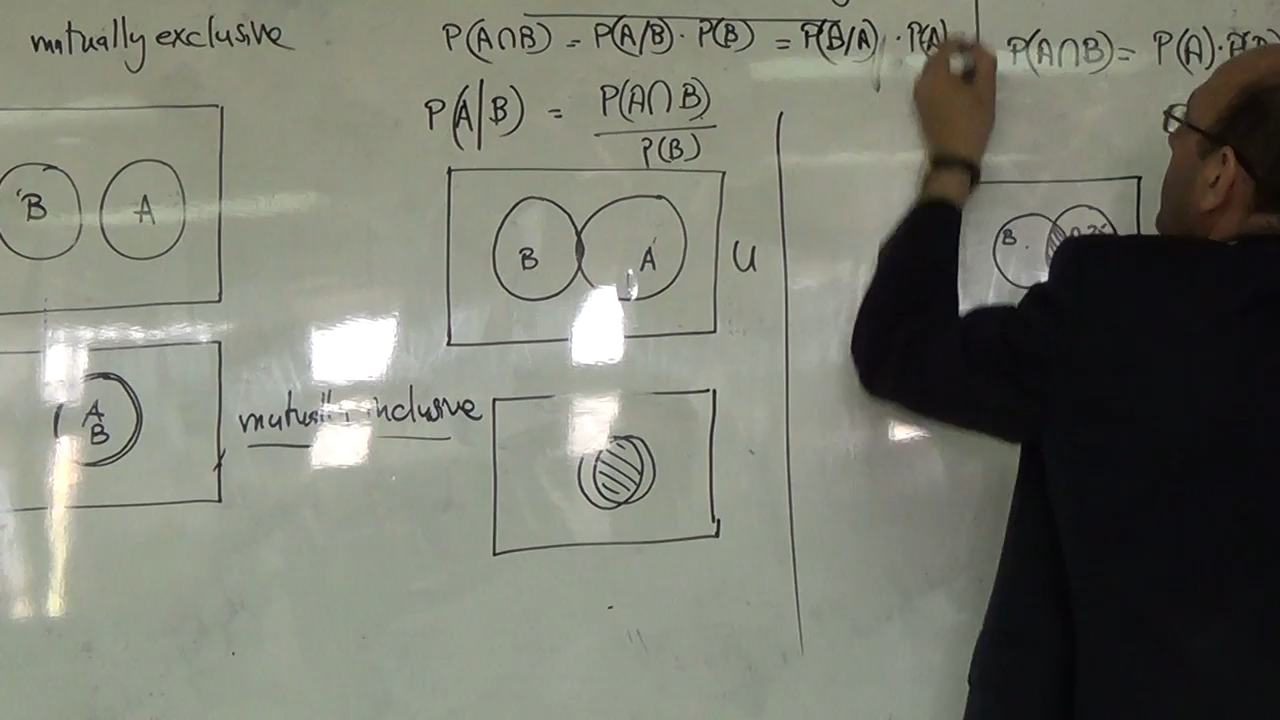 mutually exclusive
P(A∩B) = P(A/B) · P(B) = P(B/A) · P(A)
P(A∩B) = P(A) ·
P(A|B) = P(A∩B) / P(B)
B A
B A U
B
A
B
mutually inclusive